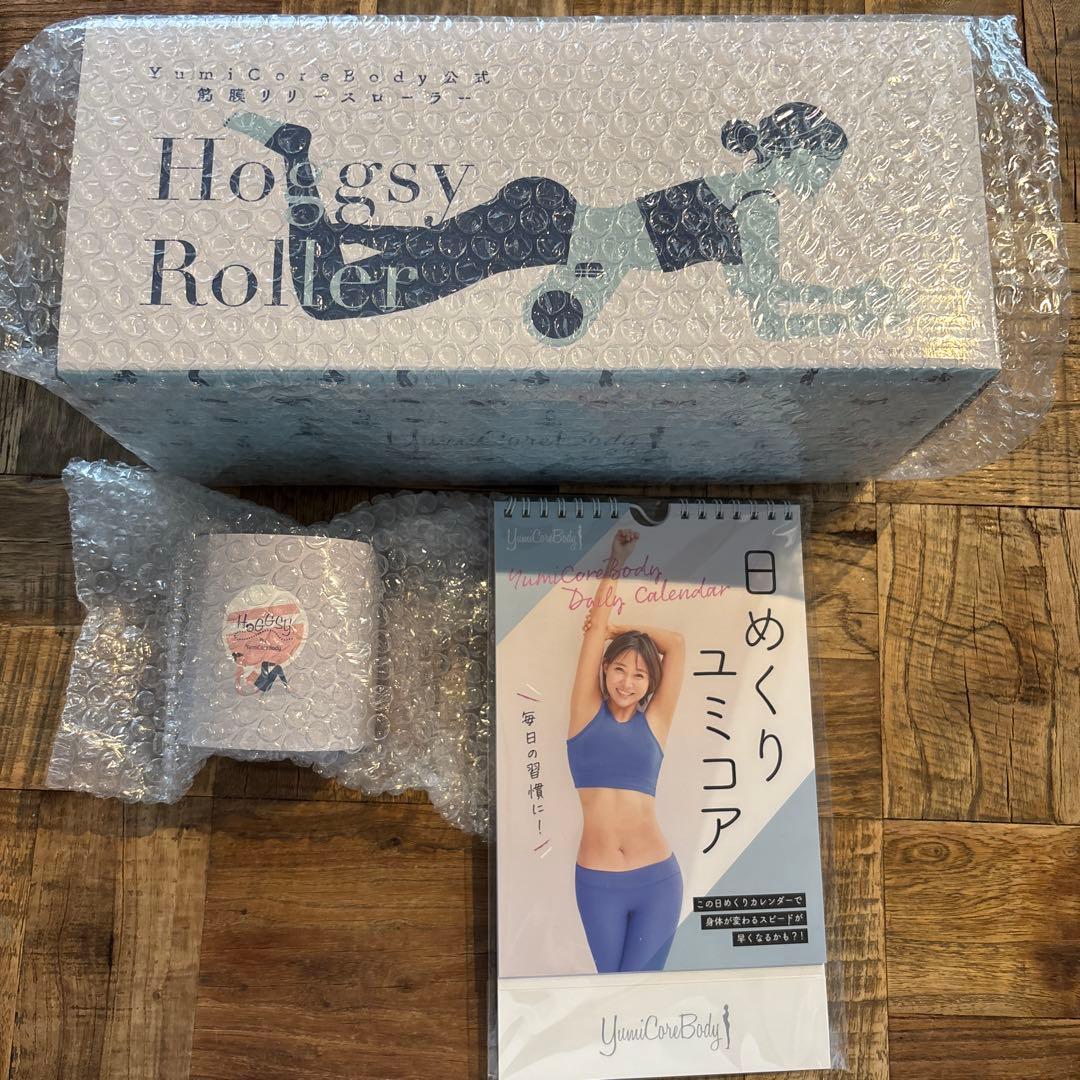 YumiCoreBody公式
筋膜リリースローラー
Hoggsy
Roller
YumiCoreBody
HoGGSy
YumiCoreBody
YumiCoreBody
YumiCoreBody
Daily Calendar
日めくり
ユミコア
毎日の習慣に!
この日めくりカレンダーで
身体が変わるスピードが
早くなるかも?!
YumiCoreBody